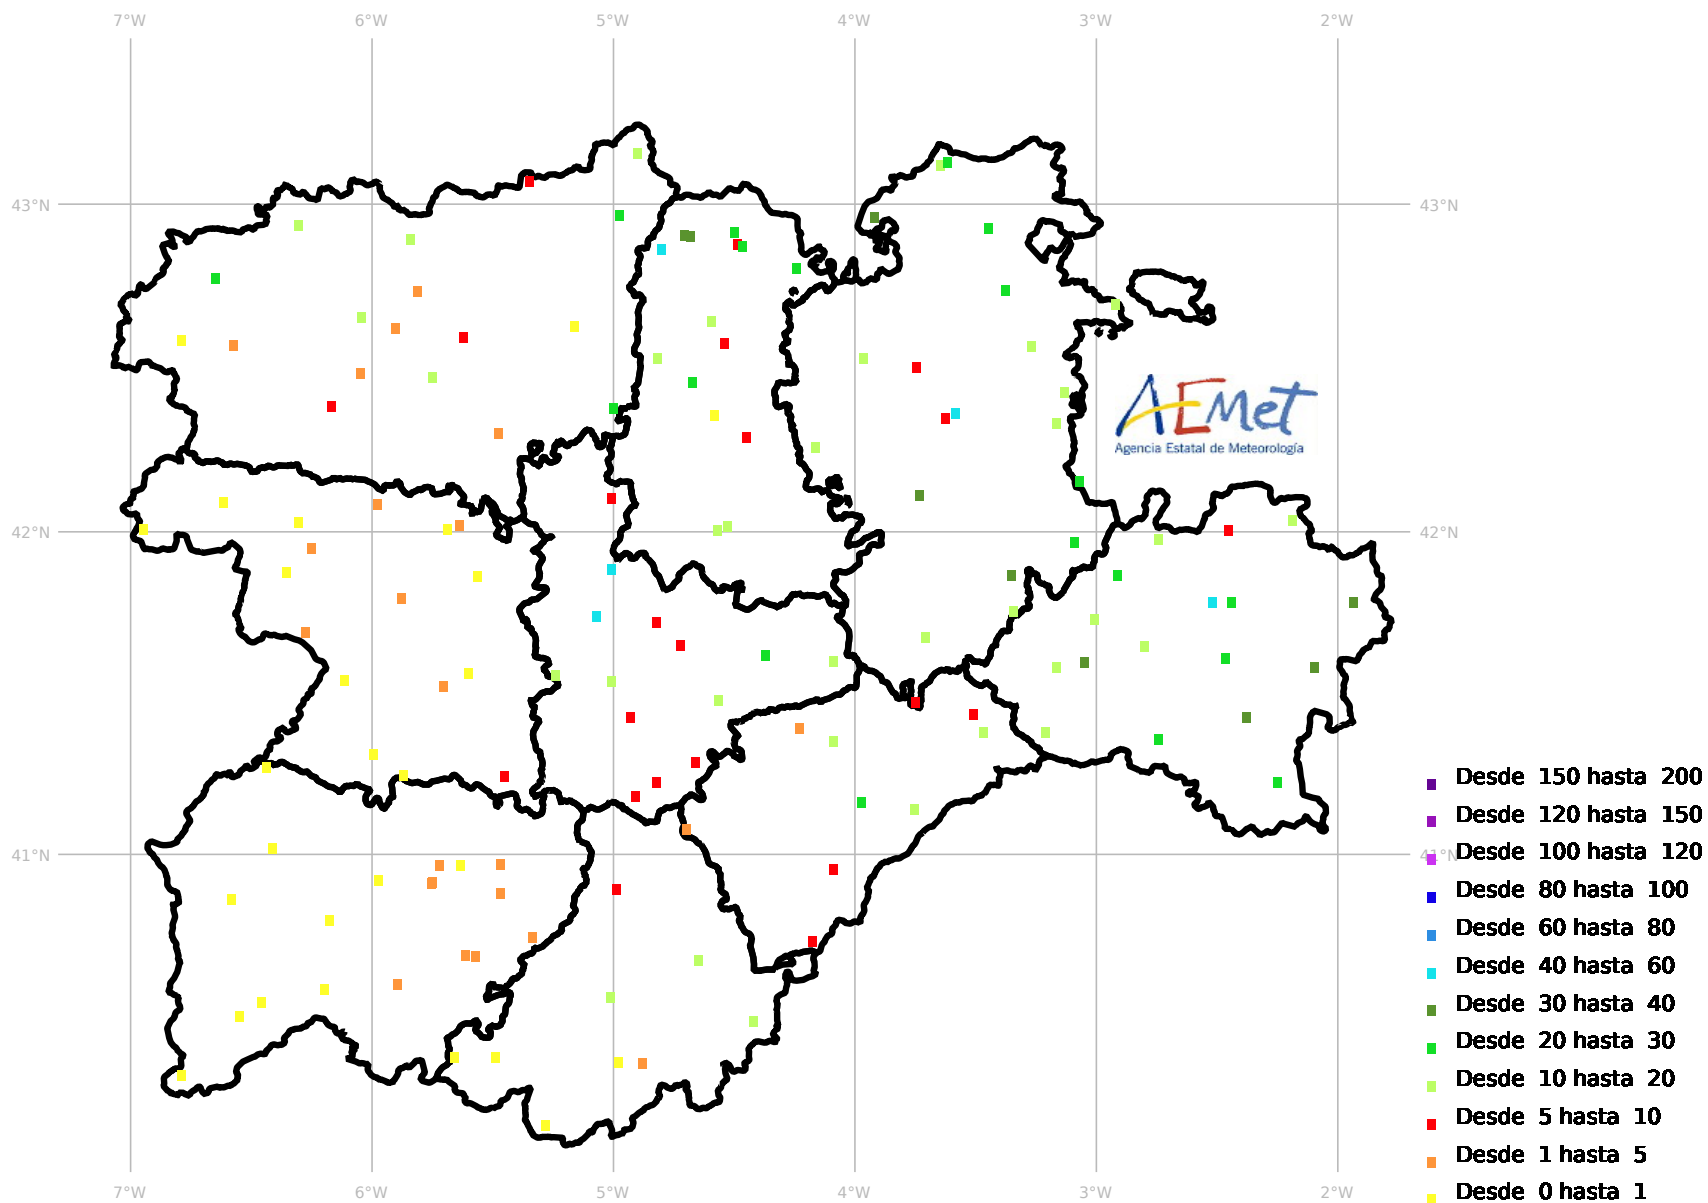 7°W 6°W 5°W 4°W 3°W 2°W
43°N 43°N
AEMet
Agencia Estatal de Meteorología
42°N 42°N
Desde 150 hasta 200
Desde 120 hasta 150
Desde 100 hasta 120
41°N 41°N
Desde 80 hasta 100
Desde 60 hasta 80
Desde 40 hasta 60
Desde 30 hasta 40
Desde 20 hasta 30
Desde 10 hasta 20
Desde 5 hasta 10
Desde 1 hasta 5
Desde 0 hasta 1
7°W 6°W 5°W 4°W 3°W 2°W